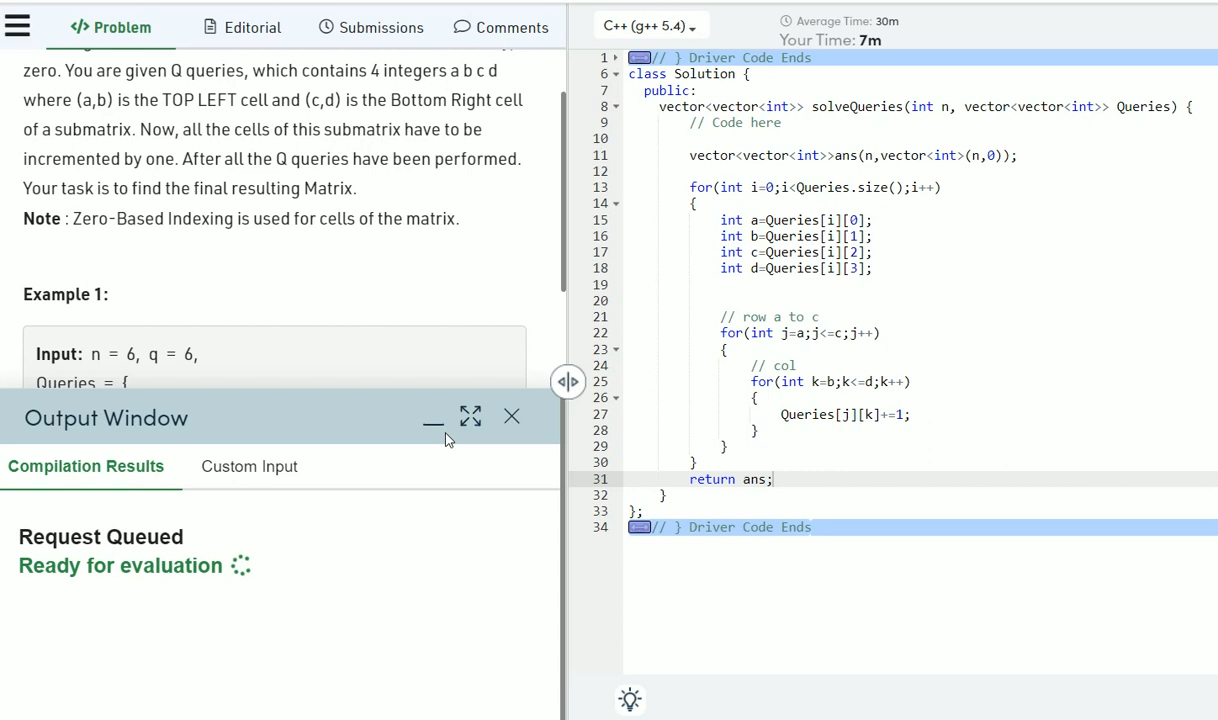 </> Problem
Editorial
Submissions
Comments
zero. You are given Q queries, which contains 4 integers a b c d
where (a,b) is the TOP LEFT cell and (c,d) is the Bottom Right cell
of a submatrix. Now, all the cells of this submatrix have to be
incremented by one. After all the Q queries have been performed.
Your task is to find the final resulting Matrix.
Note : Zero-Based Indexing is used for cells of the matrix.
Example 1:
Input: n = 6, q = 6,
Queries = {
Output Window
Compilation Results
Custom Input
Request Queued
Ready for evaluation
C++ (g++ 5.4)
Average Time: 30m
Your Time: 7m
1 // } Driver Code Ends
6 class Solution {
7 public:
8 vector<vector<int>> solveQueries(int n, vector<vector<int>> Queries) {
9 // Code here
10
11 vector<vector<int>>ans(n,vector<int>(n,0));
12
13 for(int i=0;i<Queries.size();i++)
14 {
15 int a=Queries[i][0];
16 int b=Queries[i][1];
17 int c=Queries[i][2];
18 int d=Queries[i][3];
19
20
21 // row a to c
22 for(int j=a;j<=c;j++)
23 {
24 // col
25 for(int k=b;k<=d;k++)
26 {
27 Queries[j][k]+=1;
28 }
29 }
30 }
31 return ans;
32 }
33 };
34 // } Driver Code Ends